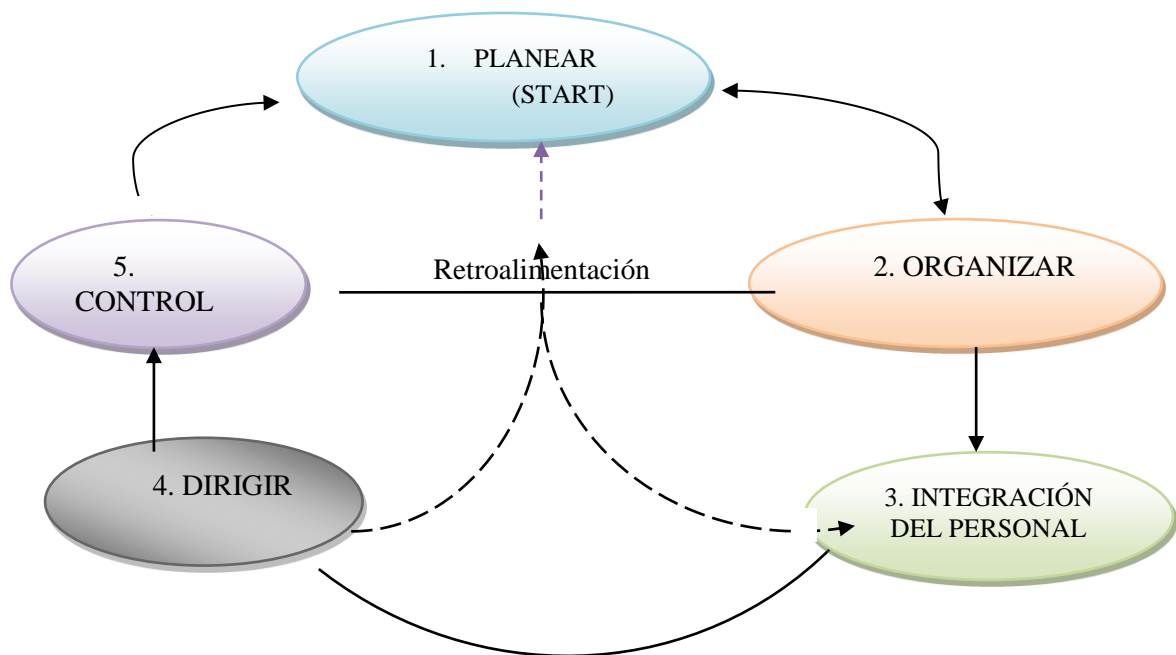 1. PLANEAR
(START)
Retroalimentación
5.
CONTROL
2. ORGANIZAR
4. DIRIGIR
3. INTEGRACIÓN
DEL PERSONAL